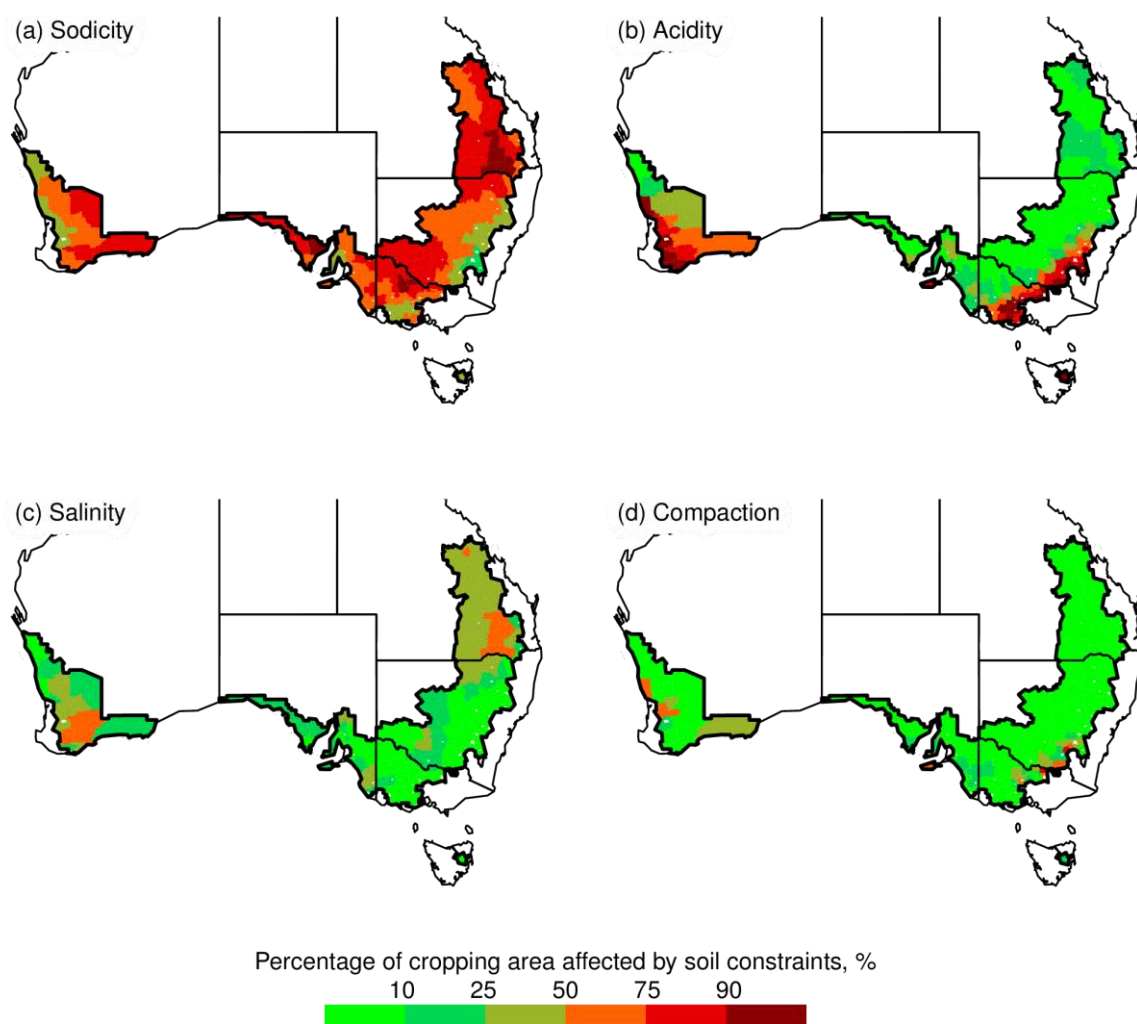 (a) Sodicity
(b) Acidity
(c) Salinity
(d) Compaction
Percentage of cropping area affected by soil constraints, %
10 25 50 75 90